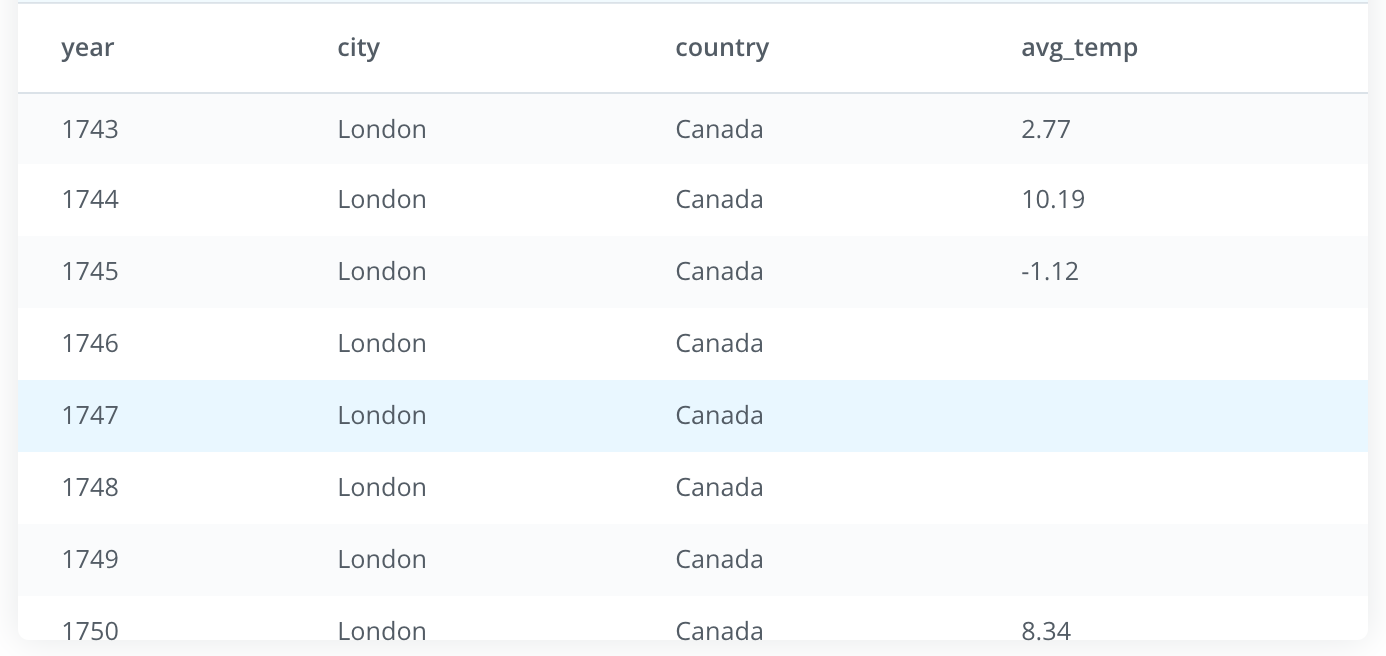 year city country avg_temp
1743 London Canada 2.77
1744 London Canada 10.19
1745 London Canada -1.12
1746 London Canada
1747 London Canada
1748 London Canada
1749 London Canada
1750 London Canada 8.34